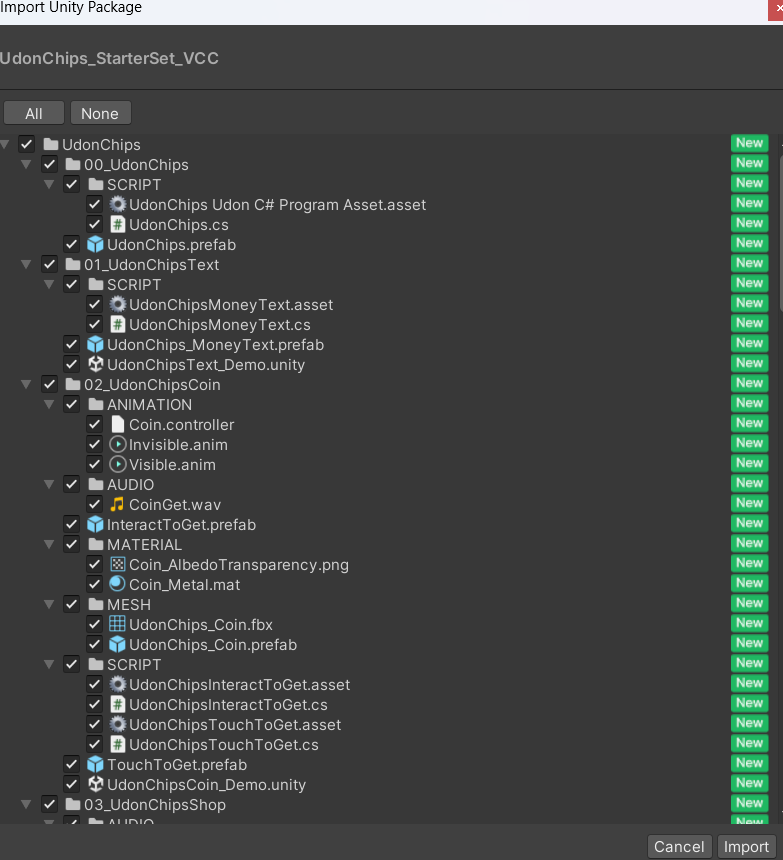 Import Unity Package
UdonChips_StarterSet_VCC
All None
UdonChips New
00_UdonChips New
SCRIPT New
UdonChips Udon C# Program Asset.asset New
UdonChips.cs New
UdonChips.prefab New
01_UdonChipsText New
SCRIPT New
UdonChipsMoneyText.asset New
UdonChipsMoneyText.cs New
UdonChips_MoneyText.prefab New
UdonChipsText_Demo.unity New
02_UdonChipsCoin New
ANIMATION New
Coin.controller New
Invisible.anim New
Visible.anim New
AUDIO New
CoinGet.wav New
InteractToGet.prefab New
MATERIAL New
Coin_AlbedoTransparency.png New
Coin_Metal.mat New
MESH New
UdonChips_Coin.fbx New
UdonChips_Coin.prefab New
SCRIPT New
UdonChipsInteractToGet.asset New
UdonChipsInteractToGet.cs New
UdonChipsTouchToGet.asset New
UdonChipsTouchToGet.cs New
TouchToGet.prefab New
UdonChipsCoin_Demo.unity New
03_UdonChipsShop New
AUDIO New
Cancel Import